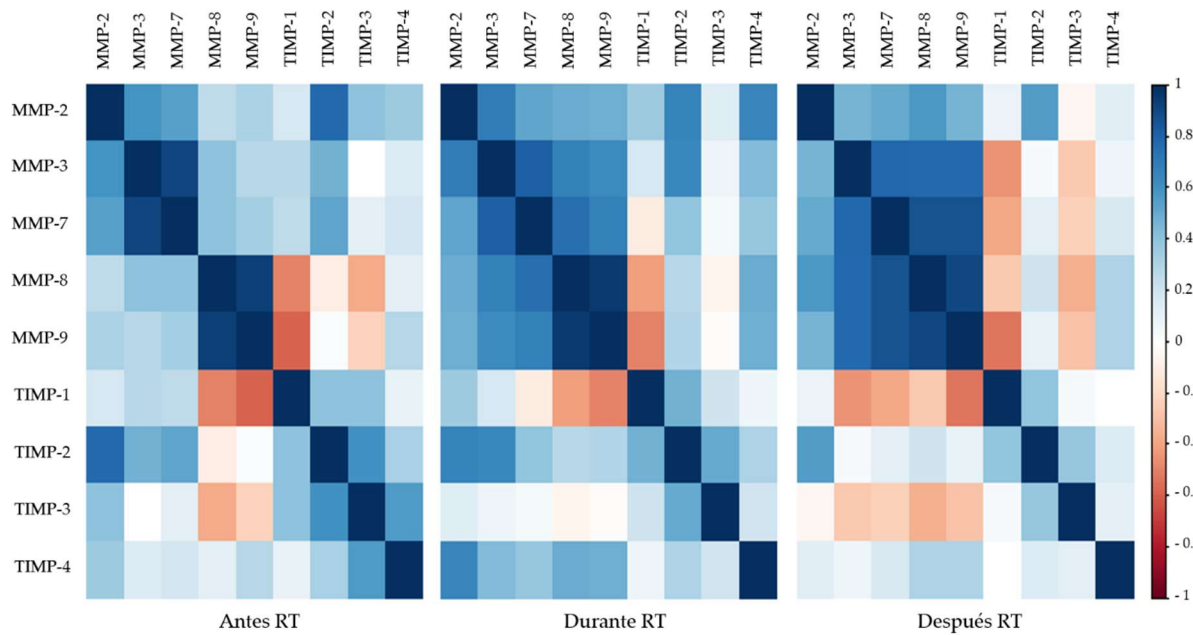 MMP-2 MMP-3 MMP-7 MMP-8 MMP-9 TIMP-1 TIMP-2 TIMP-3 TIMP-4 MMP-2 MMP-3 MMP-7 MMP-8 MMP-9 TIMP-1 TIMP-2 TIMP-3 TIMP-4 MMP-2 MMP-3 MMP-7 MMP-8 MMP-9 TIMP-1 TIMP-2 TIMP-3 TIMP-4
MMP-2
MMP-3
MMP-7
MMP-8
MMP-9
TIMP-1
TIMP-2
TIMP-3
TIMP-4
Antes RT
Durante RT
Después RT
1
0.8
0.6
0.4
0.2
0
- 0.
- 0.
- 0.
- 0.
- 1